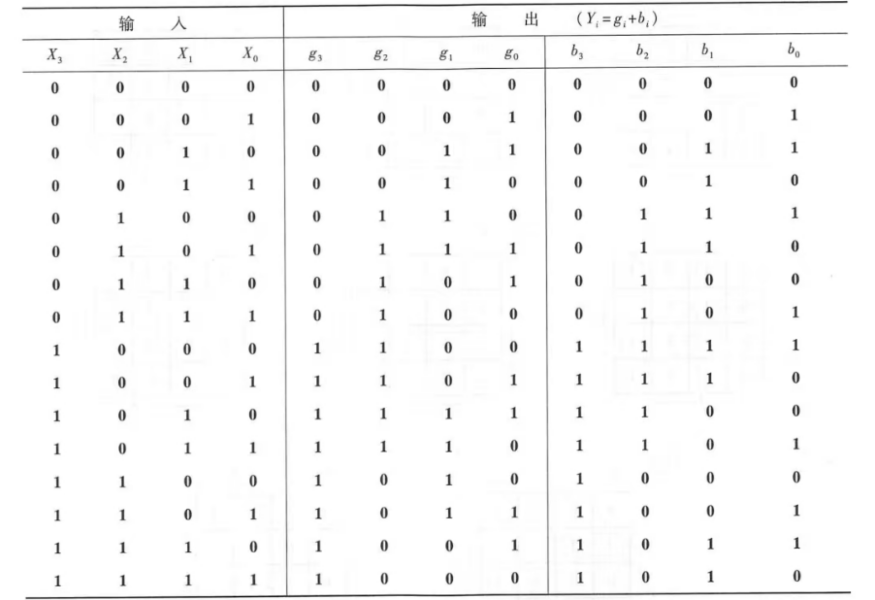 输 入 输 出 (Y_i=g_i+b_i)
X_3 X_2 X_1 X_0 g_3 g_2 g_1 g_0 b_3 b_2 b_1 b_0
0 0 0 0 0 0 0 0 0 0 0 0
0 0 0 1 0 0 0 1 0 0 0 1
0 0 1 0 0 0 1 1 0 0 1 1
0 0 1 1 0 0 1 0 0 0 1 0
0 1 0 0 0 1 1 0 0 1 1 1
0 1 0 1 0 1 1 1 0 1 1 0
0 1 1 0 0 1 0 1 0 1 0 0
0 1 1 1 0 1 0 0 0 1 0 1
1 0 0 0 1 1 0 0 1 1 1 1
1 0 0 1 1 1 0 1 1 1 1 0
1 0 1 0 1 1 1 1 1 1 0 0
1 0 1 1 1 1 1 0 1 1 0 1
1 1 0 0 1 0 1 0 1 0 0 0
1 1 0 1 1 0 1 1 1 0 0 1
1 1 1 0 1 0 0 1 1 0 1 1
1 1 1 1 1 0 0 0 1 0 1 0